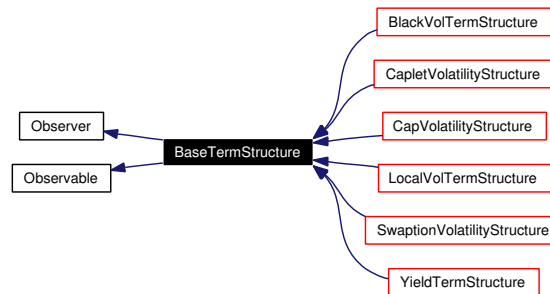 BlackVolTermStructure
CapletVolatilityStructure
Observer
CapVolatilityStructure
BaseTermStructure
Observable
LocalVolTermStructure
SwaptionVolatilityStructure
YieldTermStructure